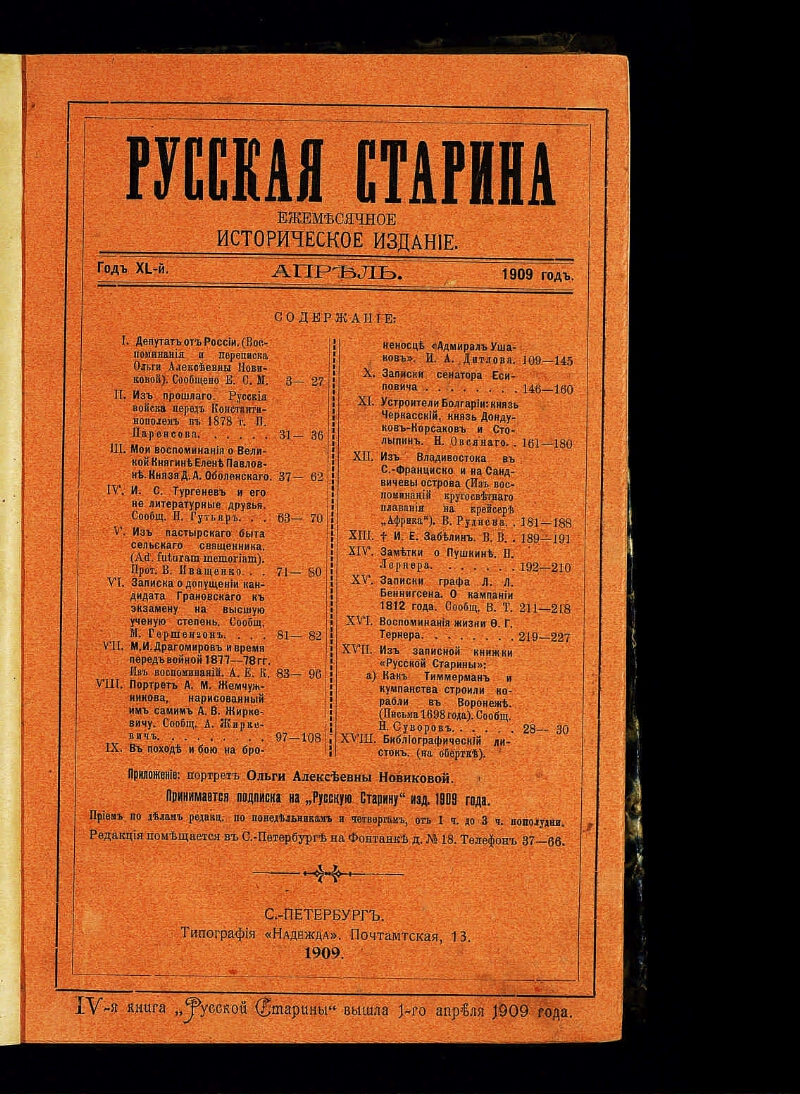 РУССКАЯ СТАРИНА
ЕЖЕМѢСЯЧНОЕ
ИСТОРИЧЕСКОЕ ИЗДАНІЕ.
Годъ XL-й.
АПРѢЛЬ.
1909 годъ.
СОДЕРЖАНІЕ:
I. Депутатъ отъ Россіи. (Вос-
поминанія и переписка
Ольги Алексѣевны Нови-
ковой). Сообщено Е. С. М. 3— 27
II. Изъ прошлаго. Русскія
войска передъ Константи-
нополемъ въ 1878 г. П.
Паренсова. . . . . . 31— 36
III. Мои воспоминанія о Вели-
кой Княгинѣ Еленѣ Павлов-
нѣ. Князя Д. А. Оболенскаго. 37— 62
IV. И. С. Тургеневъ и его
не литературные друзья.
Сообщ. Н. Гутьяръ. . . 63— 70
V. Изъ пастырскаго быта
сельскаго священника.
(Ad. futuram memoriam).
Прот. В. Иващенко. . . 71— 80
VI. Записка о допущеніи кан-
дидата Грановскаго къ
экзамену на высшую
ученую степень. Сообщ.
М. Гершензонъ. . . . 81— 82
VII. М. И. Драгомировъ и время
передъ войной 1877—78 гг.
Изъ воспоминаній. А. Е. К. 83— 96
VIII. Портретъ А. М. Жемчуж-
никова, нарисованный
имъ самимъ А. В. Жирке-
вичу. Сообщ. А. Жирке-
вичъ. . . . . . . . 97—108
IX. Въ походѣ и бою на бро-
неносцѣ «Адмиралъ Уша-
ковъ». И. А. Дитлова. 109—145
X. Записки сенатора Еси-
повича . . . . . . . . 146—160
XI. Устроители Болгаріи: князь
Черкасскій, князь Донду-
ковъ-Корсаковъ и Сто-
лыпинъ. Н. Овсянаго. . 161—180
XII. Изъ Владивостока въ
С.-Франциско и на Санд-
вичевы острова (Изъ вос-
поминаній кругосвѣтнаго
плаванія на крейсерѣ
„Африка“). В. Руднева. . 181—188
XIII. † И. Е. Забѣлинъ. В. В. . 189—191
XIV. Замѣтки о Пушкинѣ. Н.
Лернера. . . . . . . 192—210
XV. Записки графа Л. Л.
Беннигсена. О кампаніи
1812 года. Сообщ. В. Т. 211—218
XVI. Воспоминанія жизни Ѳ. Г.
Тернера. . . . . . . . 219—227
XVII. Изъ записной книжки
«Русской Старины»:
а) Какъ Тиммерманъ и
кумпанства строили ко-
рабли въ Воронежѣ.
(Письма 1698 года). Сообщ.
Н. Суворовъ. . . . . . 28— 30
XVIII. Библіографическій ли-
стокъ. (на оберткѣ).
Приложеніе: портретъ Ольги Алексѣевны Новиковой.
Принимается подписка на „Русскую Старину“ изд. 1909 года.
Пріемъ по дѣламъ редакц. по понедѣльникамъ и четвергамъ, отъ 1 ч. до 3 ч. пополудни.
Редакція помѣщается въ С.-Петербургѣ на Фонтанкѣ д. № 18. Телефонъ 37—66.
С.-ПЕТЕРБУРГЪ.
Типографія «Надежда». Почтамтская, 13.
1909.
IV-я книга „Русской Старины“ вышла 1-го апрѣля 1909 года.